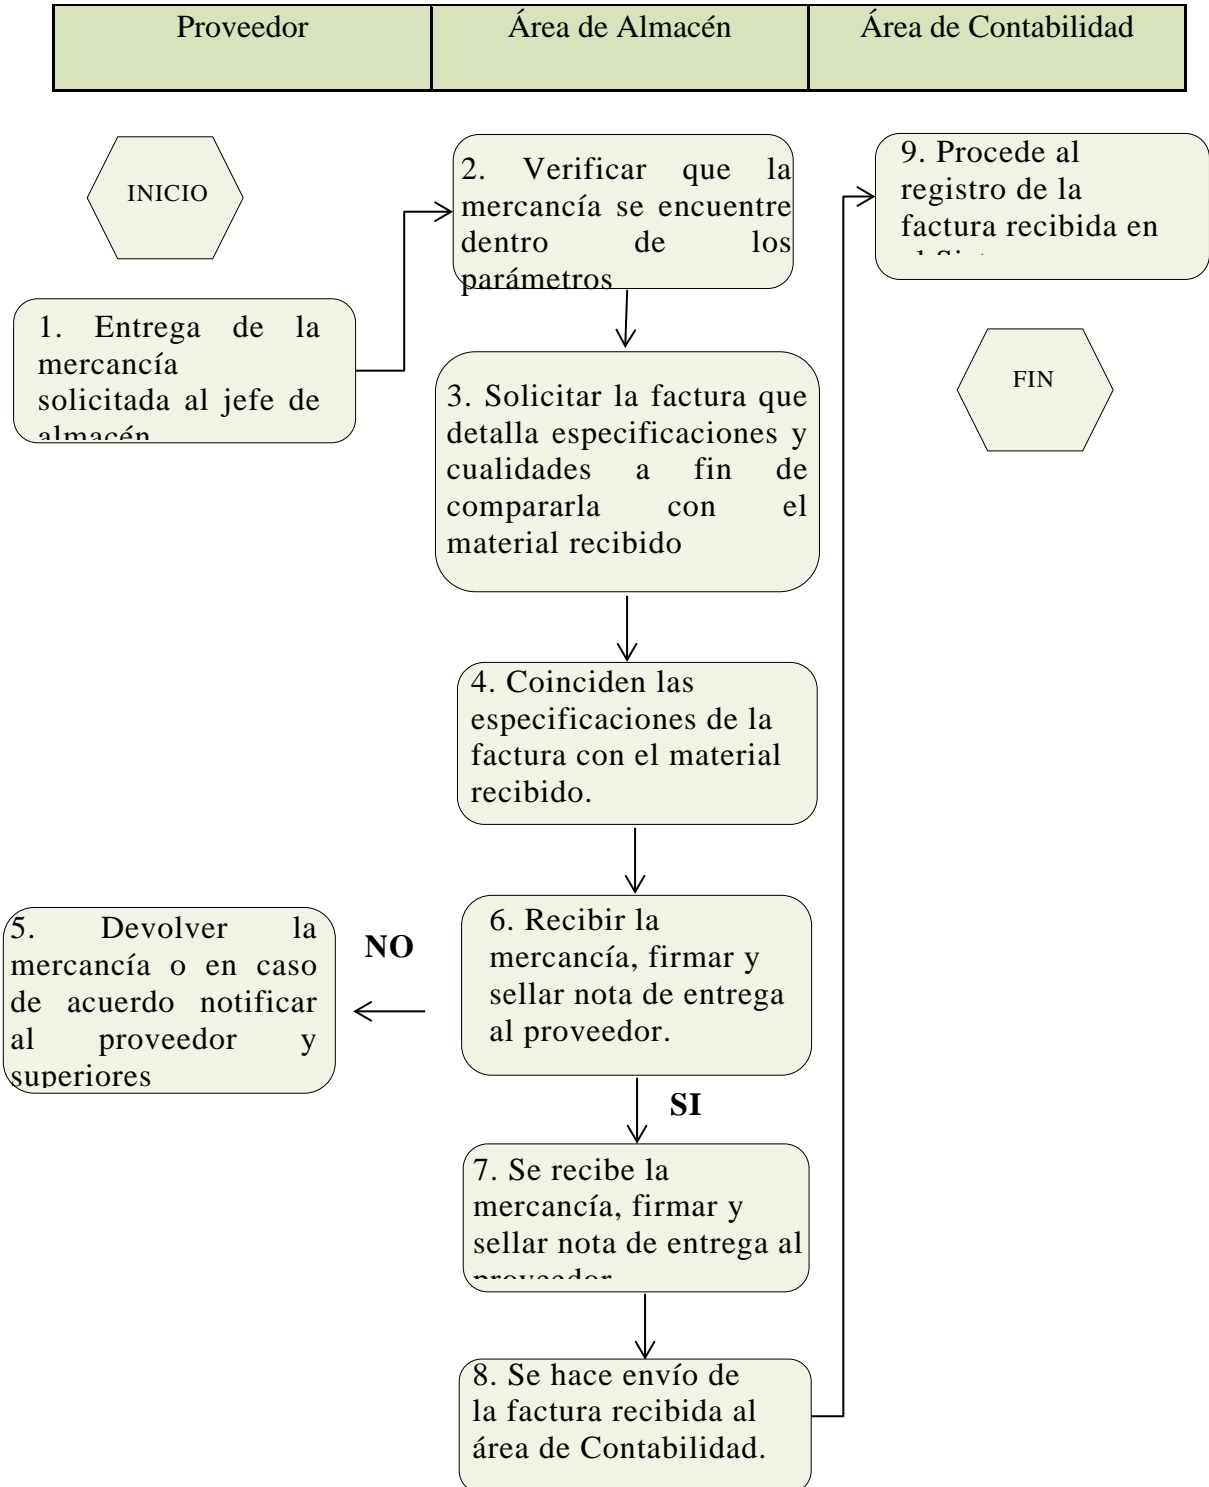 Proveedor
Área de Almacén
Área de Contabilidad
INICIO
1. Entrega de la
mercancía
solicitada al jefe de
almacén
2. Verificar que la
mercancía se encuentre
dentro de los
parámetros
3. Solicitar la factura que
detalla especificaciones y
cualidades a fin de
compararla con el
material recibido
4. Coinciden las
especificaciones de la
factura con el material
recibido.
5. Devolver la
mercancía o en caso
de acuerdo notificar
al proveedor y
superiores
NO
6. Recibir la
mercancía, firmar y
sellar nota de entrega
al proveedor.
SI
7. Se recibe la
mercancía, firmar y
sellar nota de entrega al
proveedor
8. Se hace envío de
la factura recibida al
área de Contabilidad.
9. Procede al
registro de la
factura recibida en
FIN